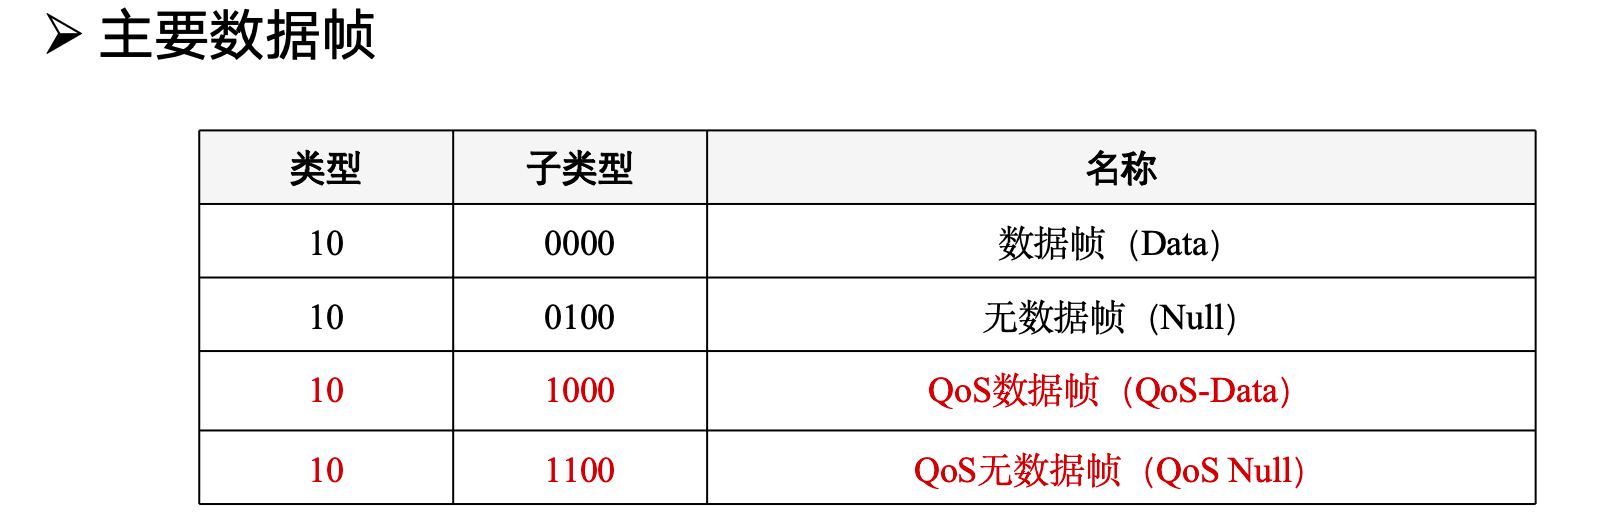 ➢ 主要数据帧
类型 子类型 名称
10 0000 数据帧（Data）
10 0100 无数据帧（Null）
10 1000 QoS数据帧（QoS-Data）
10 1100 QoS无数据帧（QoS Null）